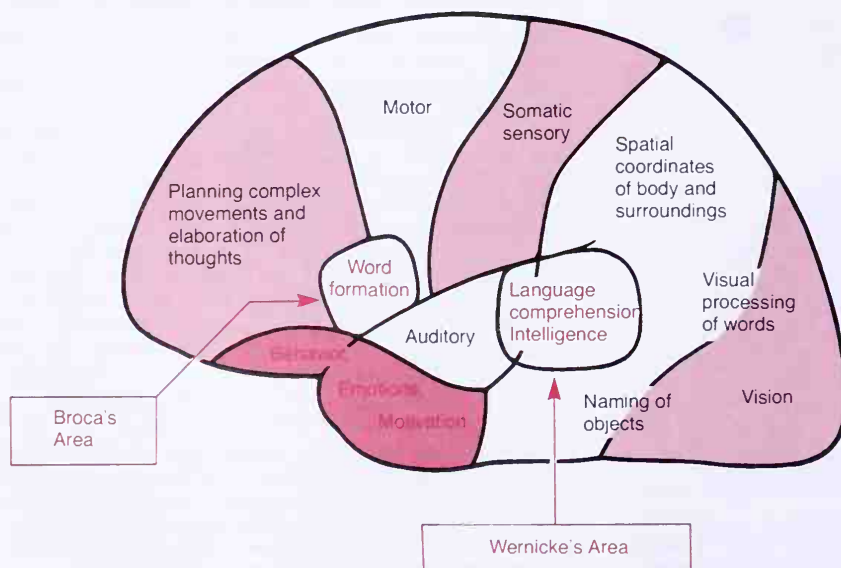 Motor
Somatic
sensory
Spatial
coordinates
of body and
surroundings
Planning complex
movements and
elaboration of
thoughts
Word
formation
Language
comprehension
Intelligence
Visual
processing
of words
Auditory
Behavior,
Emotions,
Motivation
Naming of
objects
Vision
Broca's
Area
Wernicke's Area